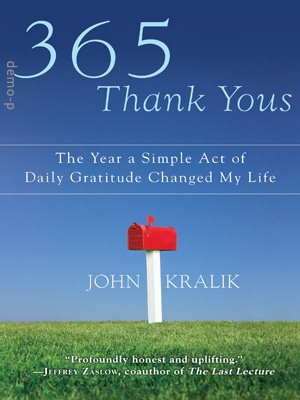 demo-p
365
Thank Yous
The Year a Simple Act of
Daily Gratitude Changed My Life
JOHN KRALIK
“Profoundly honest and uplifting.”
—JEFFREY ZASLOW, coauthor of The Last Lecture